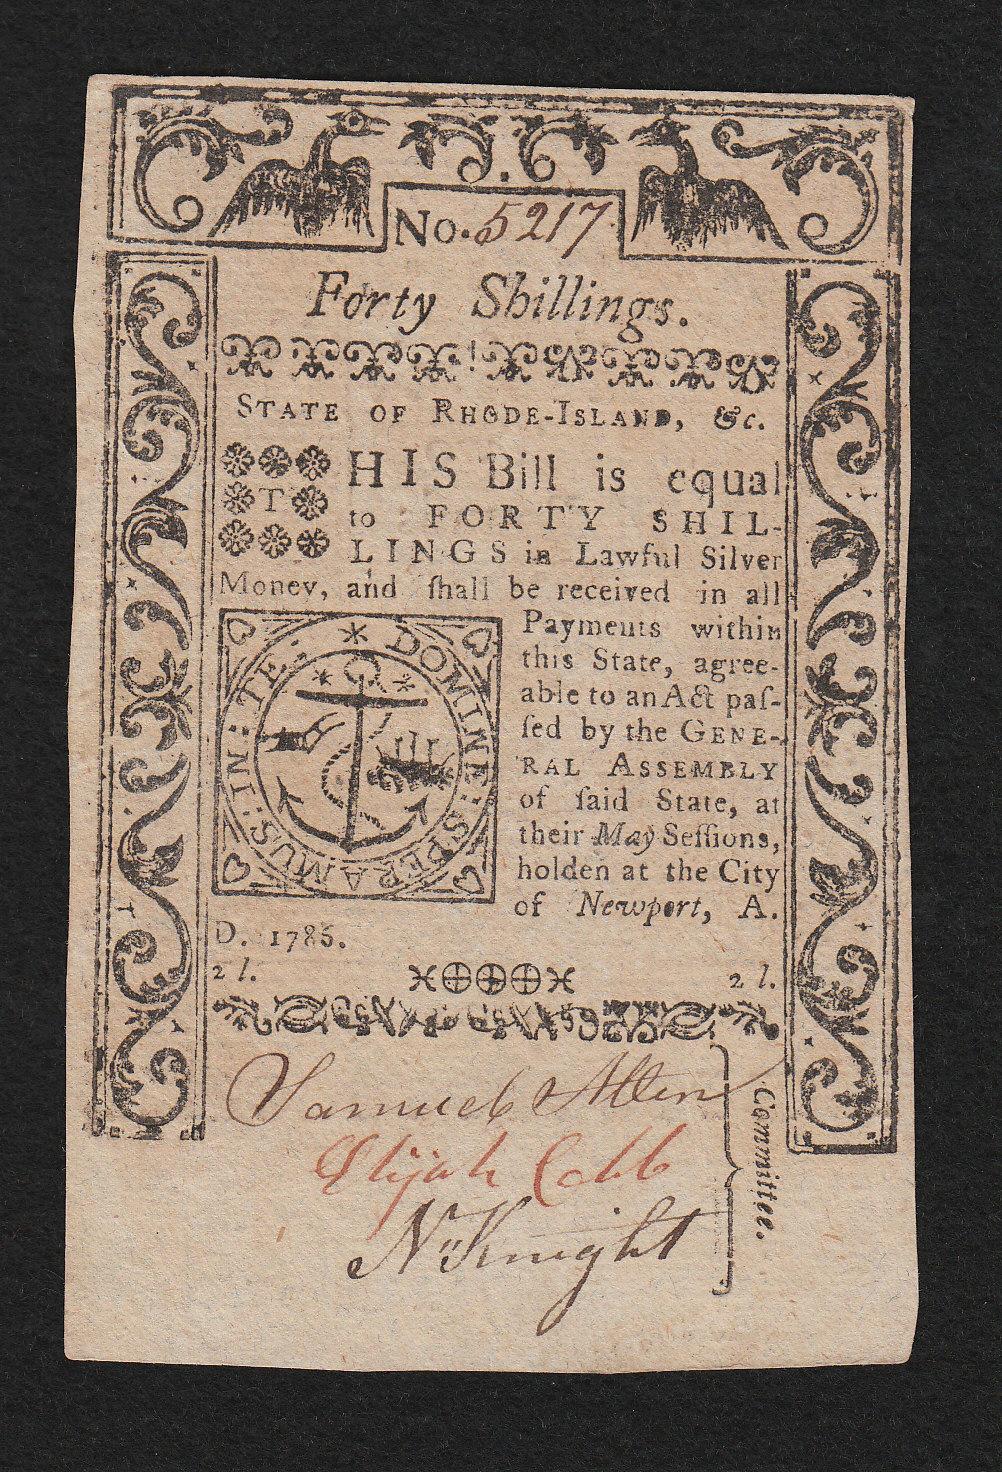 No. 5217
Forty Shillings.
STATE OF RHODE-ISLAND, &c.
THIS Bill is equal
to FORTY SHIL-
LINGS in Lawful Silver
Money, and ſhall be received in all
Payments within
this State, agree-
able to an Act paſ-
ſed by the GENE-
RAL ASSEMBLY
of ſaid State, at
their May Seſſions,
holden at the City
of Newport, A.
D. 1786.
IN: TE: DOMINE: SPERAMUS:
2 l. 2 l.
Samuel Allen
Elijah Cobb
N Knight
Committee.